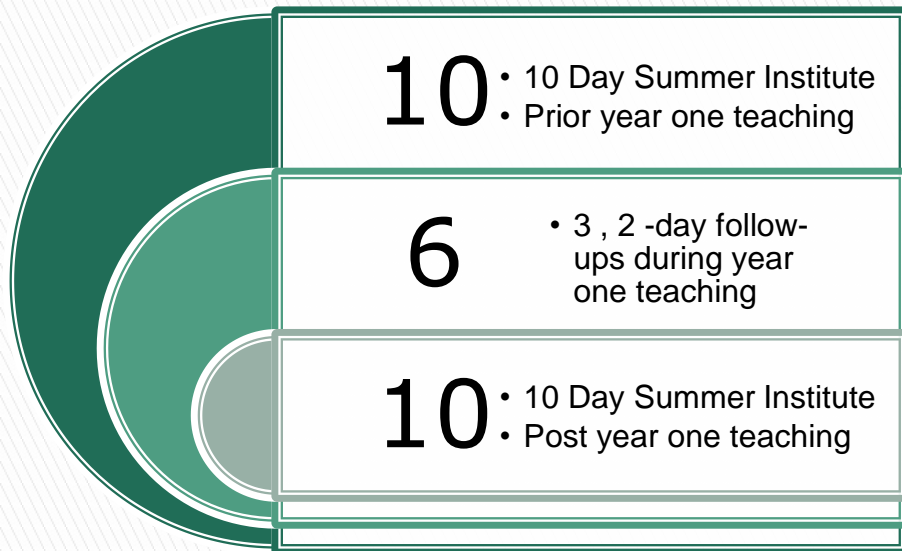 10
• 10 Day Summer Institute
• Prior year one teaching
6
• 3 , 2 -day follow-
ups during year
one teaching
10
• 10 Day Summer Institute
• Post year one teaching